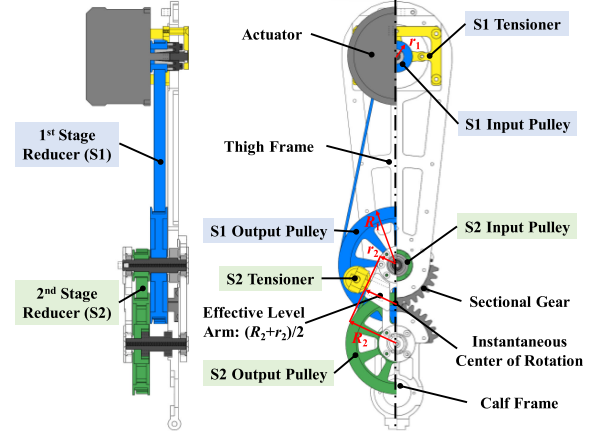 Actuator
S1 Tensioner
r1
S1 Input Pulley
1st Stage
Reducer (S1)
Thigh Frame
S1 Output Pulley
R1
S2 Input Pulley
r2
S2 Tensioner
2nd Stage
Reducer (S2)
Sectional Gear
Effective Level
Arm: (R2+r2)/2
R2
Instantaneous
Center of Rotation
S2 Output Pulley
Calf Frame